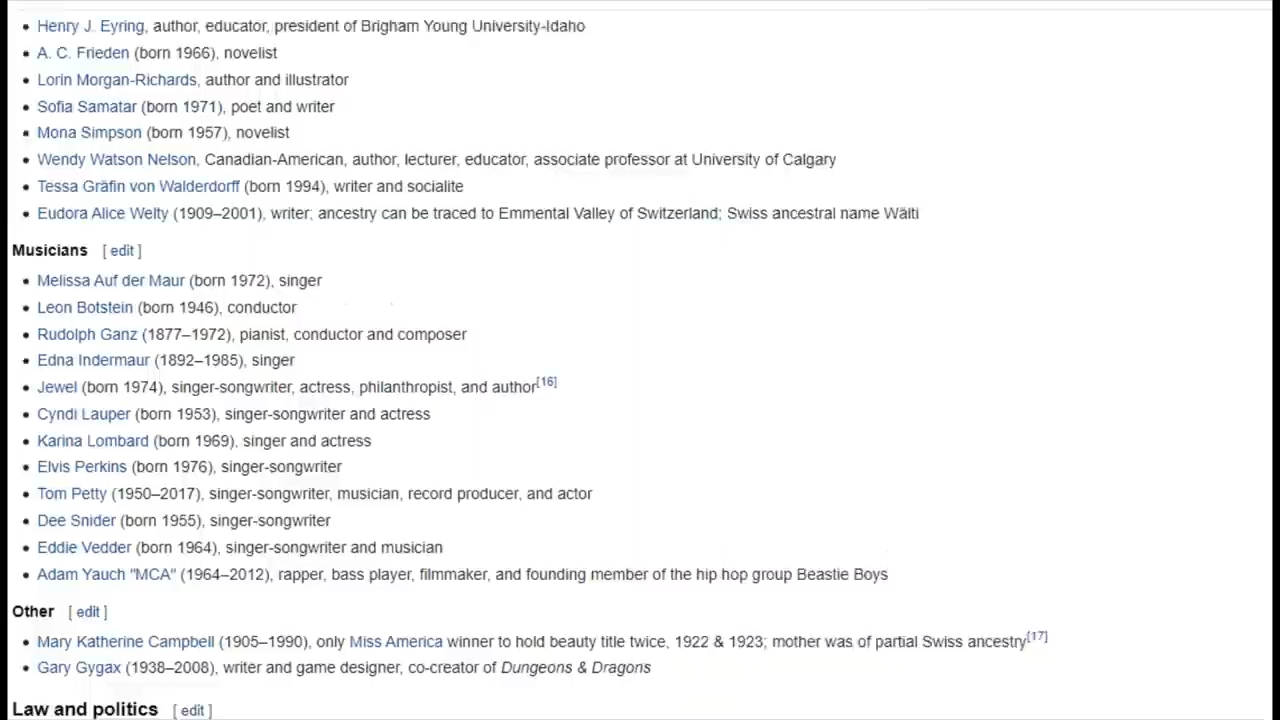 Henry J. Eyring, author, educator, president of Brigham Young University-Idaho
A. C. Frieden (born 1966), novelist
Lorin Morgan-Richards, author and illustrator
Sofia Samatar (born 1971), poet and writer
Mona Simpson (born 1957), novelist
Wendy Watson Nelson, Canadian-American, author, lecturer, educator, associate professor at University of Calgary
Tessa Gräfin von Walderdorff (born 1994), writer and socialite
Eudora Alice Welty (1909–2001), writer; ancestry can be traced to Emmental Valley of Switzerland; Swiss ancestral name Wälti
Musicians [ edit ]
Melissa Auf der Maur (born 1972), singer
Leon Botstein (born 1946), conductor
Rudolph Ganz (1877–1972), pianist, conductor and composer
Edna Indermaur (1892–1985), singer
Jewel (born 1974), singer-songwriter, actress, philanthropist, and author[16]
Cyndi Lauper (born 1953), singer-songwriter and actress
Karina Lombard (born 1969), singer and actress
Elvis Perkins (born 1976), singer-songwriter
Tom Petty (1950–2017), singer-songwriter, musician, record producer, and actor
Dee Snider (born 1955), singer-songwriter
Eddie Vedder (born 1964), singer-songwriter and musician
Adam Yauch "MCA" (1964–2012), rapper, bass player, filmmaker, and founding member of the hip hop group Beastie Boys
Other [ edit ]
Mary Katherine Campbell (1905–1990), only Miss America winner to hold beauty title twice, 1922 & 1923; mother was of partial Swiss ancestry[17]
Gary Gygax (1938–2008), writer and game designer, co-creator of Dungeons & Dragons
Law and politics [ edit ]